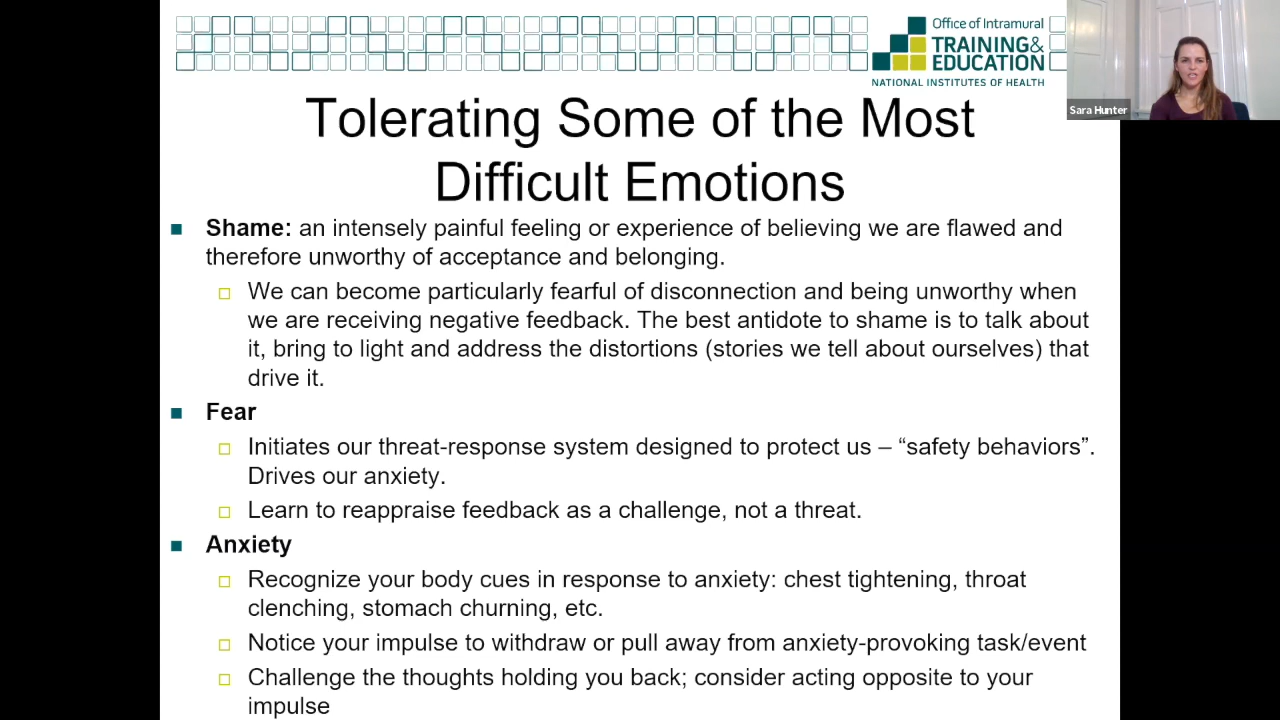 Office of Intramural
TRAINING&
EDUCATION
NATIONAL INSTITUTES OF HEALTH
Sara Hunter
Tolerating Some of the Most
Difficult Emotions
Shame: an intensely painful feeling or experience of believing we are flawed and
therefore unworthy of acceptance and belonging.
We can become particularly fearful of disconnection and being unworthy when
we are receiving negative feedback. The best antidote to shame is to talk about
it, bring to light and address the distortions (stories we tell about ourselves) that
drive it.
Fear
Initiates our threat-response system designed to protect us – “safety behaviors”.
Drives our anxiety.
Learn to reappraise feedback as a challenge, not a threat.
Anxiety
Recognize your body cues in response to anxiety: chest tightening, throat
clenching, stomach churning, etc.
Notice your impulse to withdraw or pull away from anxiety-provoking task/event
Challenge the thoughts holding you back; consider acting opposite to your
impulse